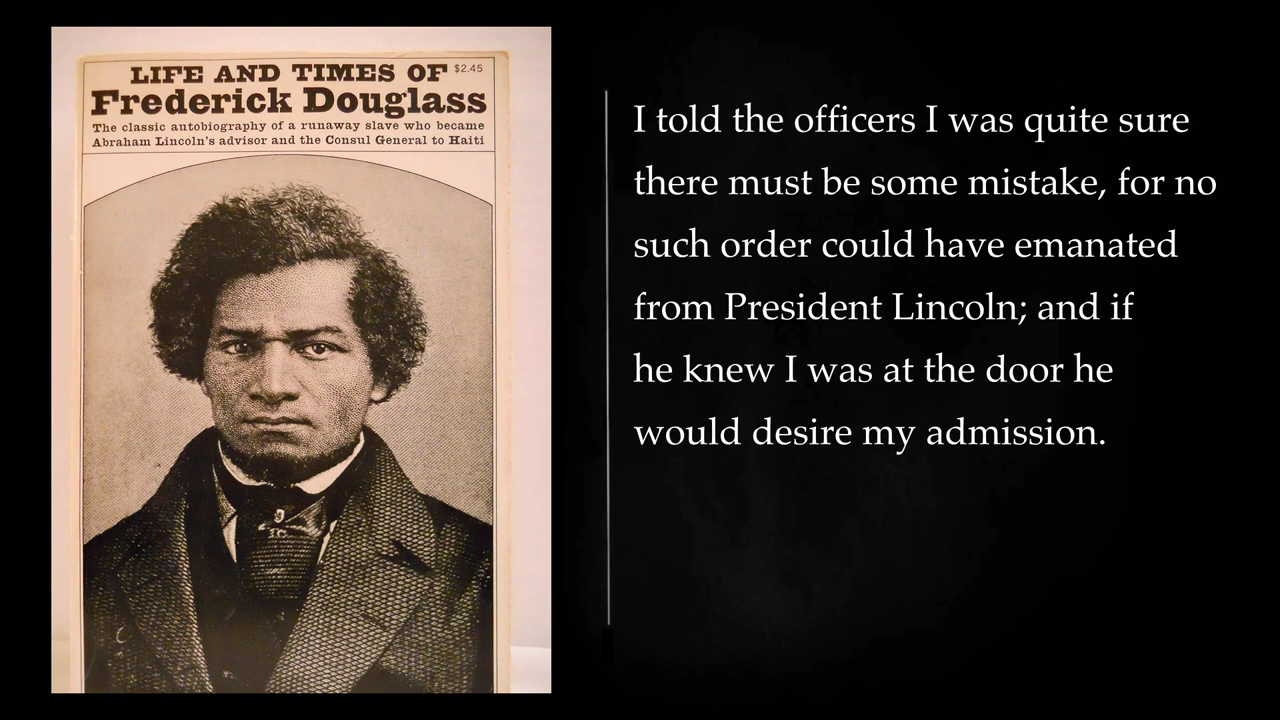 LIFE AND TIMES OF $2.45
Frederick Douglass
The classic autobiography of a runaway slave who became
Abraham Lincoln's advisor and the Consul General to Haiti
I told the officers I was quite sure
there must be some mistake, for no
such order could have emanated
from President Lincoln; and if
he knew I was at the door he
would desire my admission.